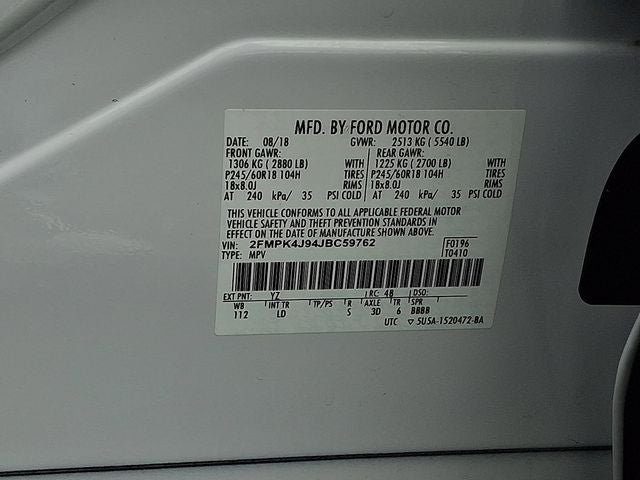 MFD. BY FORD MOTOR CO.
DATE: 08/18 GVWR: 2513 KG ( 5540 LB)
FRONT GAWR: REAR GAWR:
1306 KG ( 2880 LB) WITH 1225 KG ( 2700 LB) WITH
P245/60R18 104H TIRES P245/60R18 104H TIRES
18x8.0J RIMS 18x8.0J RIMS
AT 240 kPa/ 35 PSI COLD AT 240 kPa/ 35 PSI COLD
THIS VEHICLE CONFORMS TO ALL APPLICABLE FEDERAL MOTOR
VEHICLE SAFETY AND THEFT PREVENTION STANDARDS IN
EFFECT ON THE DATE OF MANUFACTURE SHOWN ABOVE.
VIN: 2FMPK4J94JBC59762 F0196
TYPE: MPV T0410
EXT PNT: YZ RC: 48 DSO:
WB INT TR TP/PS R AXLE TR SPR
112 LD S 3D 6 BBBB
UTC ▽ 5U5A-1520472-BA